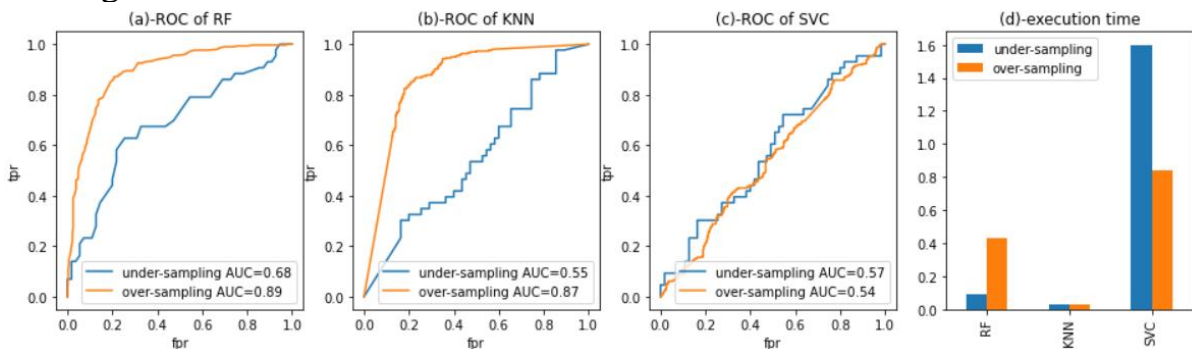 (a)-ROC of RF
1.0
0.8
0.6
0.4
0.2
0.0
tpr
under-sampling AUC=0.68
over-sampling AUC=0.89
0.0 0.2 0.4 0.6 0.8 1.0
fpr
(b)-ROC of KNN
1.0
0.8
0.6
0.4
0.2
0.0
tpr
under-sampling AUC=0.55
over-sampling AUC=0.87
0.0 0.2 0.4 0.6 0.8 1.0
fpr
(c)-ROC of SVC
1.0
0.8
0.6
0.4
0.2
0.0
tpr
under-sampling AUC=0.57
over-sampling AUC=0.54
0.0 0.2 0.4 0.6 0.8 1.0
fpr
(d)-execution time
1.6
1.4
1.2
1.0
0.8
0.6
0.4
0.2
0.0
under-sampling
over-sampling
RF
KNN
SVC